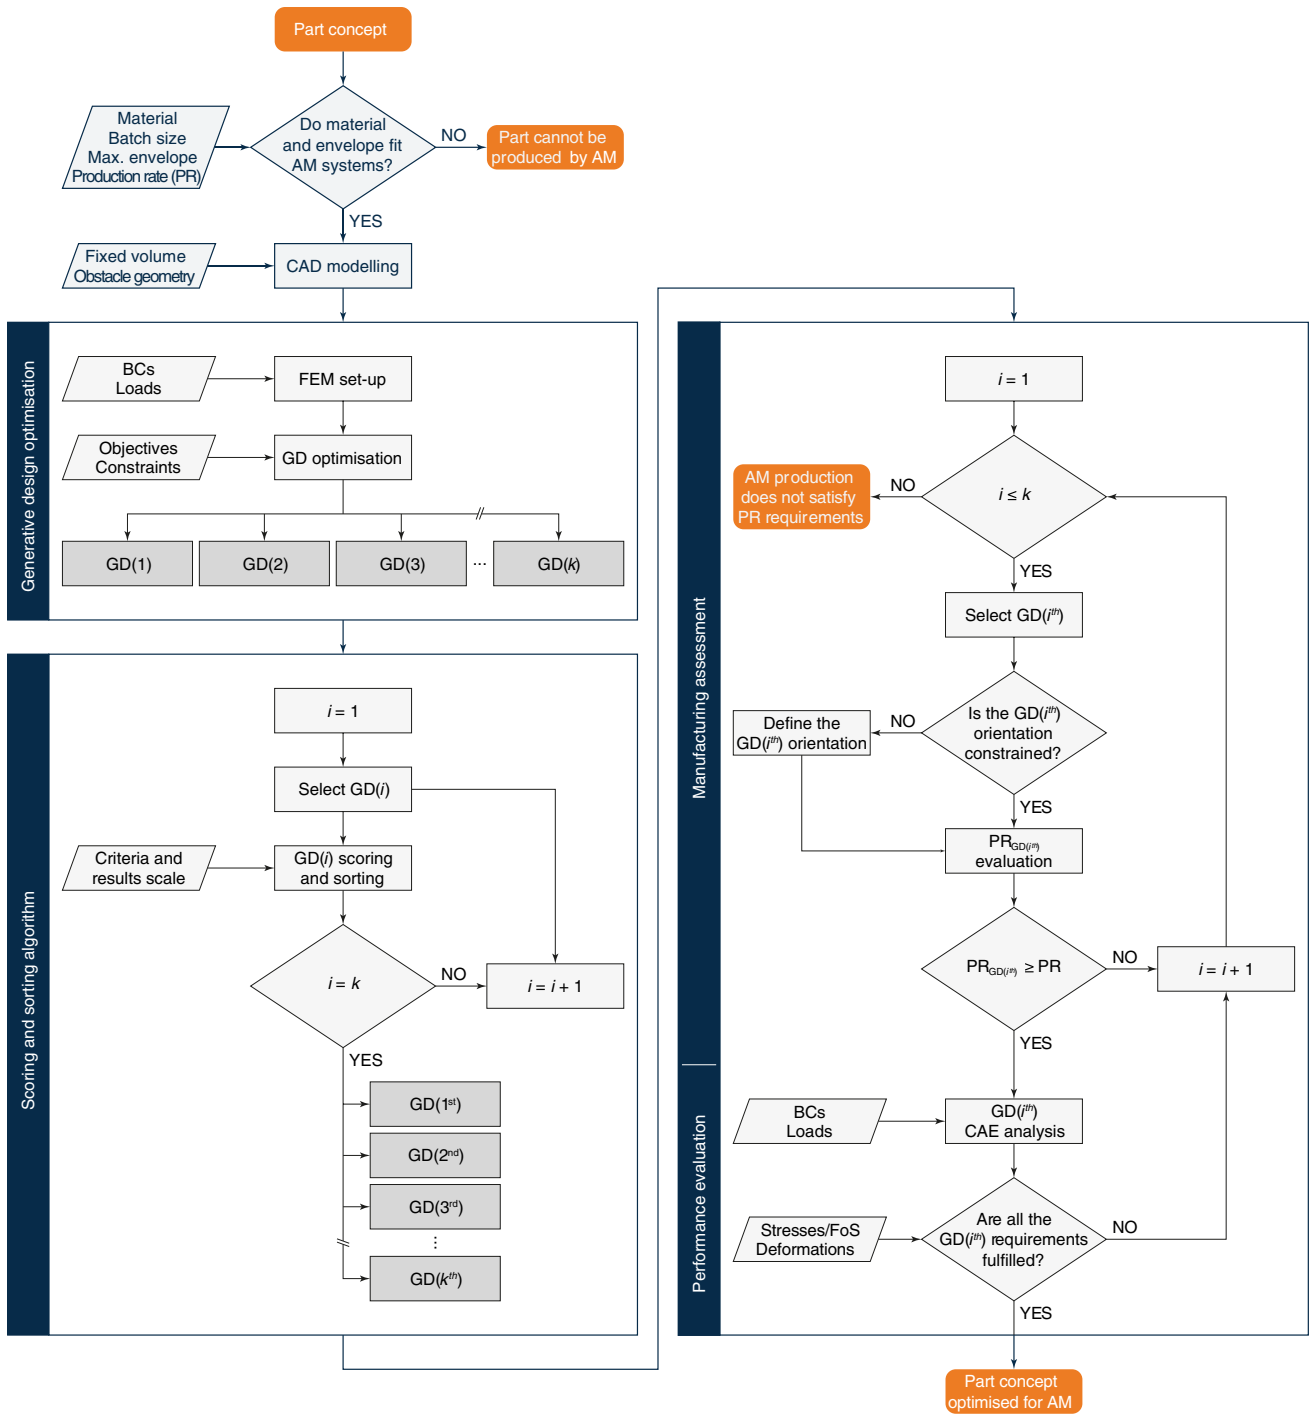 Part concept
Material
Batch size
Max. envelope
Production rate (PR)
Do material
and envelope fit
AM systems?
NO
Part cannot be
produced by AM
YES
Fixed volume
Obstacle geometry
CAD modelling
Generative design optimisation
BCs
Loads
FEM set-up
Objectives
Constraints
GD optimisation
GD(1)
GD(2)
GD(3)
...
GD(k)
Scoring and sorting algorithm
i = 1
Select GD(i)
Criteria and
results scale
GD(i) scoring
and sorting
i = k
NO
i = i + 1
YES
GD(1st)
GD(2nd)
GD(3rd)
...
GD(kth)
Manufacturing assessment
i = 1
i ≤ k
NO
AM production
does not satisfy
PR requirements
YES
Select GD(ith)
Is the GD(ith)
orientation
constrained?
NO
Define the
GD(ith) orientation
YES
PRGD(ith)
evaluation
PRGD(ith) ≥ PR
NO
i = i + 1
YES
Performance evaluation
BCs
Loads
GD(ith)
CAE analysis
Stresses/FoS
Deformations
Are all the
GD(ith) requirements
fulfilled?
NO
YES
Part concept
optimised for AM